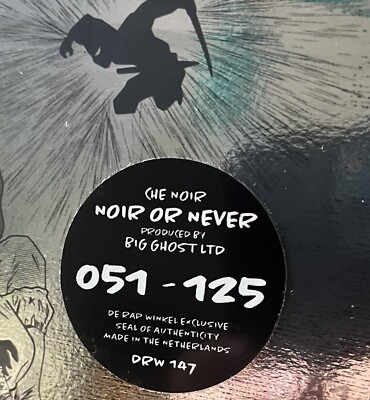 CHE NOIR
NOIR OR NEVER
PRODUCED BY
BIG GHOST LTD
051 - 125
DE RAP WINKEL EXCLUSIVE
SEAL OF AUTHENTICITY
MADE IN THE NETHERLANDS
DRW 147